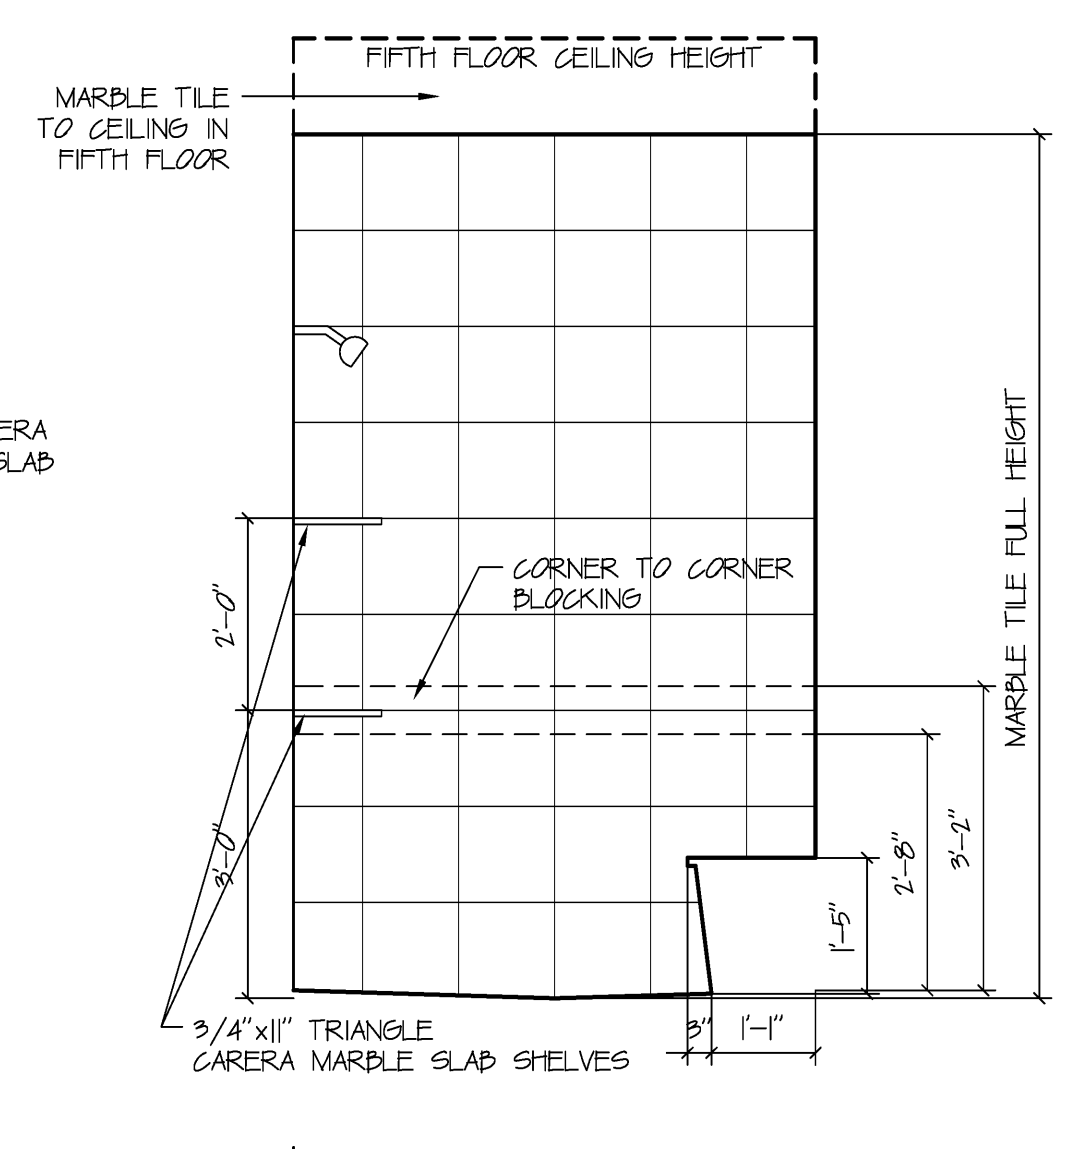 FIFTH FLOOR CEILING HEIGHT
MARBLE TILE
TO CEILING IN
FIFTH FLOOR
ERA
SLAB
MARBLE TILE FULL HEIGHT
CORNER TO CORNER
BLOCKING
2'-0"
3'-0"
3'-2"
2'-8"
1'-5"
3"
1'-1"
3/4"x11" TRIANGLE
CARERA MARBLE SLAB SHELVES